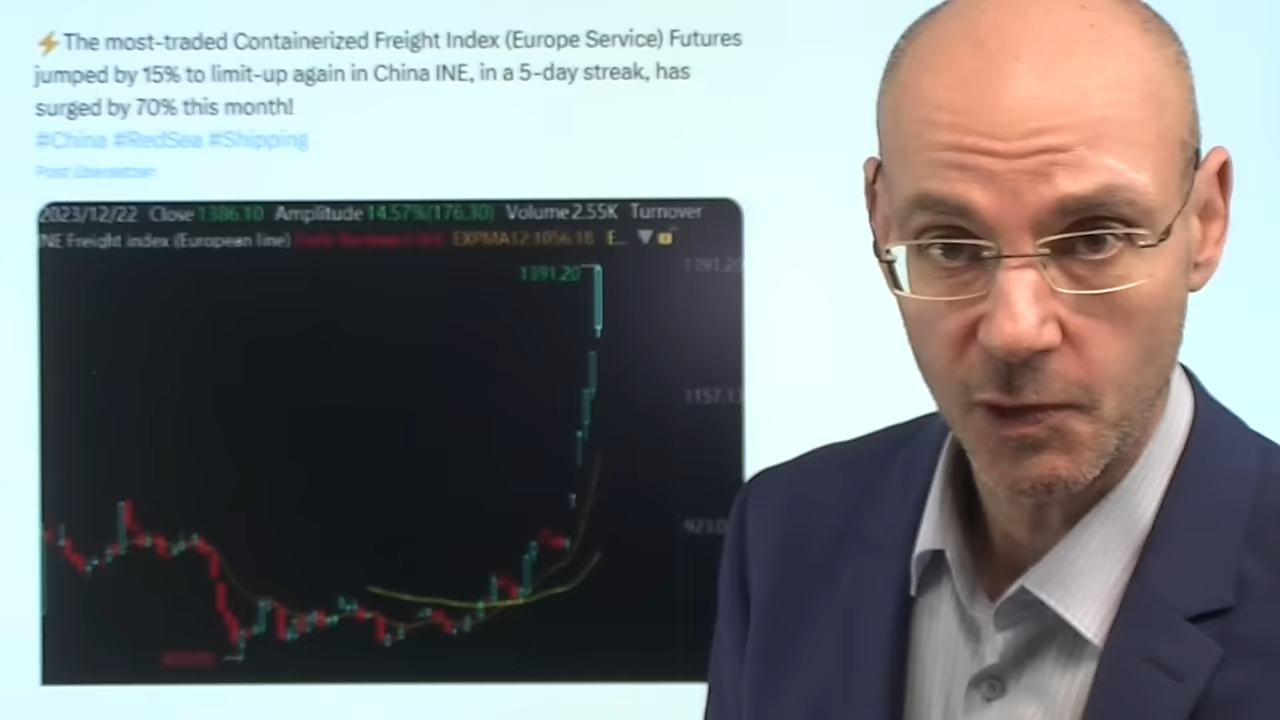 ⚡The most-traded Containerized Freight Index (Europe Service) Futures
jumped by 15% to limit-up again in China INE, in a 5-day streak, has
surged by 70% this month!
#China #RedSea #Shipping
Post übersetzen
2023/12/22 Close 1386.10 Amplitude 14.57%(176.30) Volume 2.55K Turnover
NE Freight index (European line) EXPMA12:1056.18 E...
1391.20
1391.20
1157.13
923.0